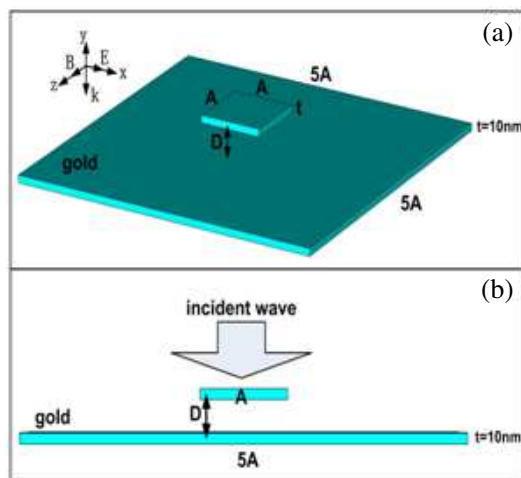 (a)
y
B E
z x
k
5A
A
A t
D
t=10nm
gold
5A
(b)
incident wave
A
D
gold
t=10nm
5A